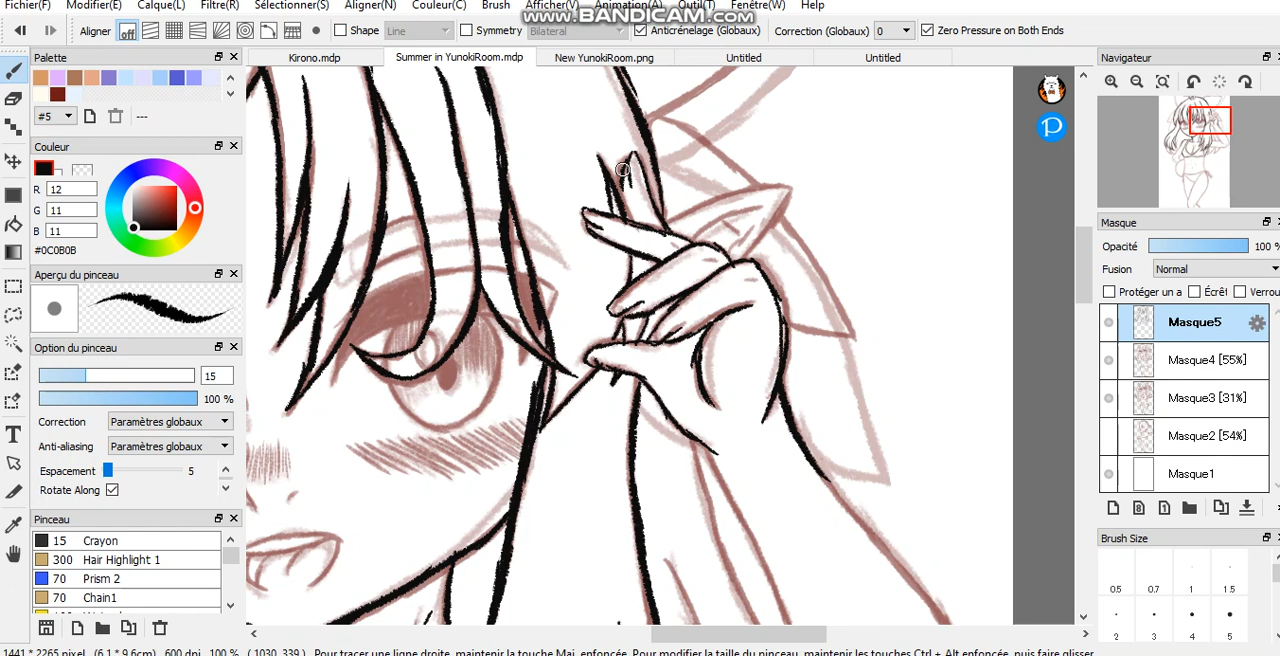 Fichier(F) Modifier(E) Calque(L) Filtre(R) Sélectionner(S) Aligner(N) Couleur(C) Brush Afficher(V) Animation(A) Outil(T) Fenêtre(W) Help
www.BANDICAM.com
Aligner off Shape Line Symmetry Bilateral Anticrénelage (Globaux) Correction (Globaux) 0 Zero Pressure on Both Ends
Palette
#5 ---
Couleur
R 12
G 11
B 11
#0C0B0B
Aperçu du pinceau
Option du pinceau
15
100 %
Correction Paramètres globaux
Anti-aliasing Paramètres globaux
Espacement 5
Rotate Along
Pinceau
15 Crayon
300 Hair Highlight 1
70 Prism 2
70 Chain1
Kirono.mdp Summer in YunokiRoom.mdp New YunokiRoom.png Untitled Untitled
P
Navigateur
Masque
Opacité 100 %
Fusion Normal
Protéger un a Écrêt Verrou
Masque5
Masque4 [55%]
Masque3 [31%]
Masque2 [54%]
Masque1
8 1
Brush Size
0.5 0.7 1 1.5
2 3 4 5
1441 * 2265 pixel (6.1 * 9.6cm) 600 dpi 100 % ( 1030, 339 ) Pour tracer une ligne droite, maintenir la touche Maj. enfoncée. Pour modifier la taille du pinceau, maintenir les touches Ctrl + Alt enfoncée, puis faire glisser